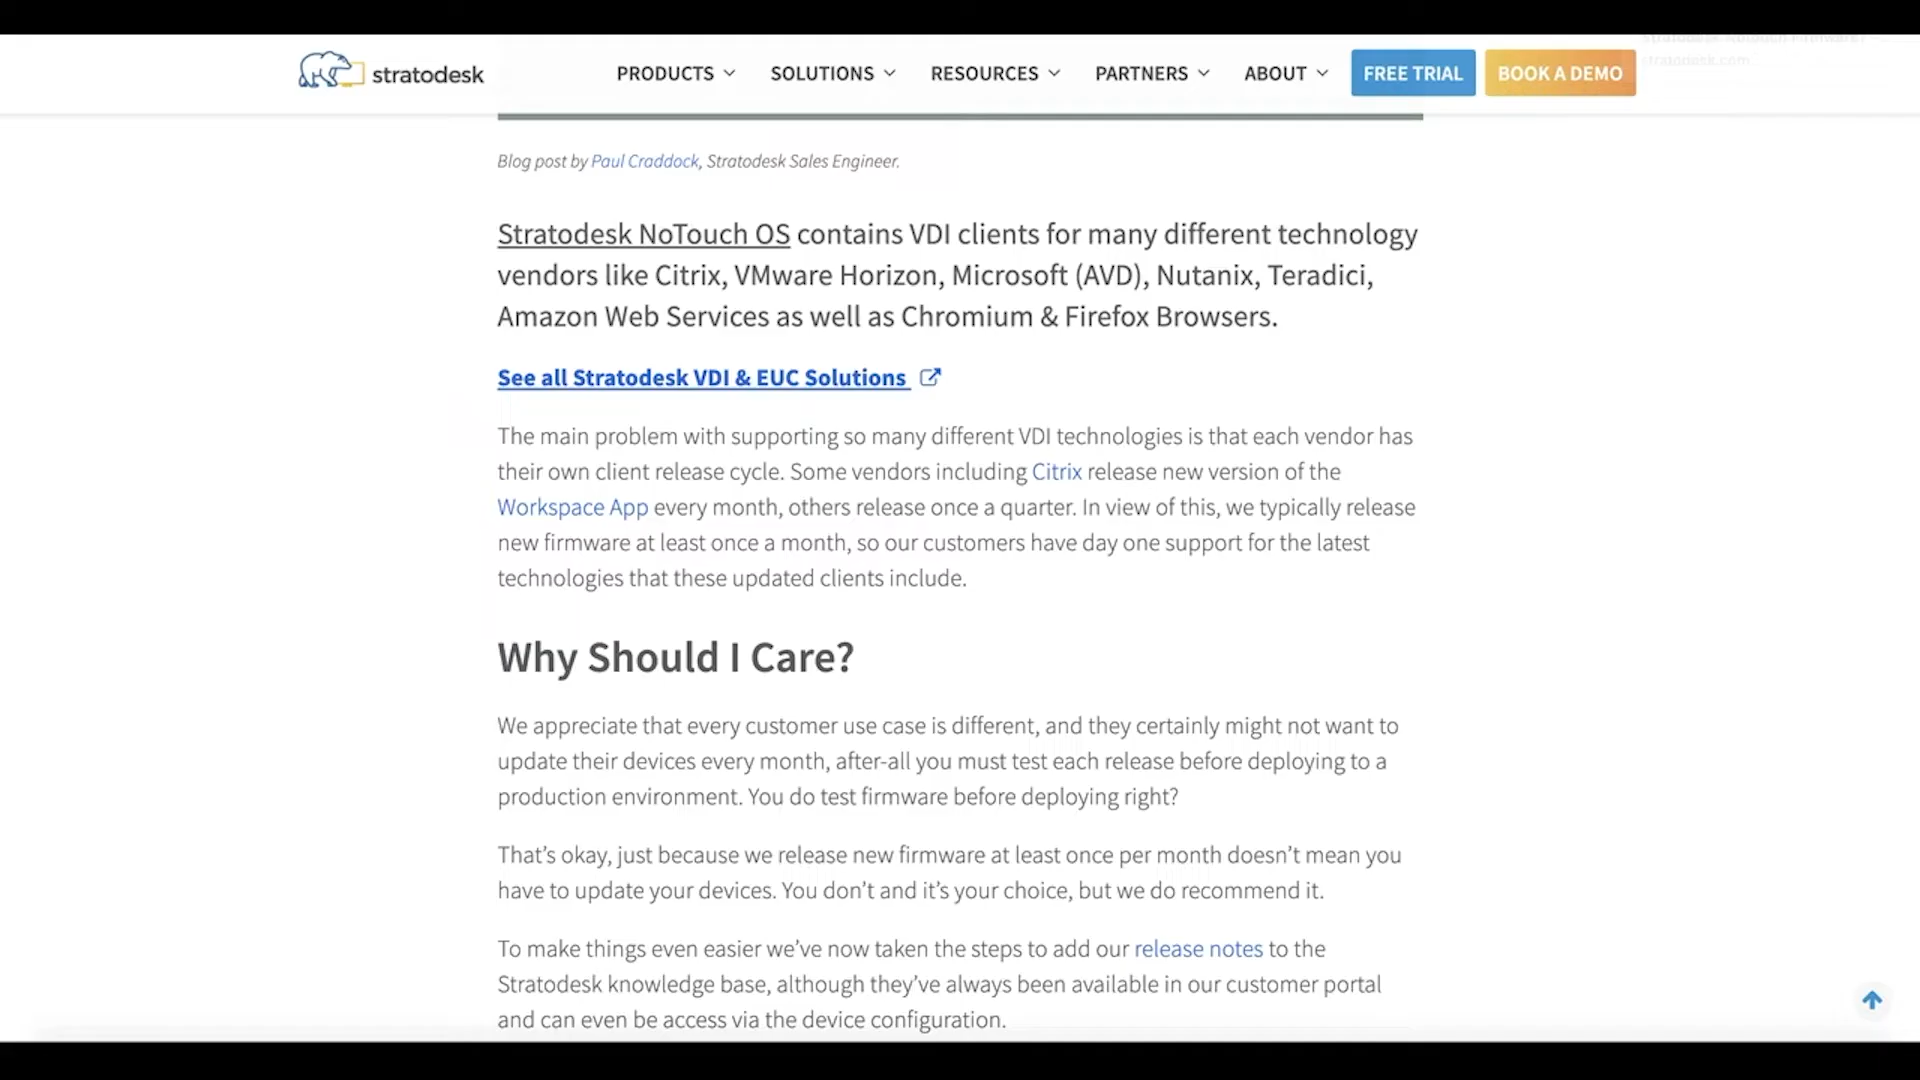 stratodesk
PRODUCTS
SOLUTIONS
RESOURCES
PARTNERS
ABOUT
FREE TRIAL
BOOK A DEMO
stratodesk.com
Blog post by Paul Craddock, Stratodesk Sales Engineer.
Stratodesk NoTouch OS contains VDI clients for many different technology
vendors like Citrix, VMware Horizon, Microsoft (AVD), Nutanix, Teradici,
Amazon Web Services as well as Chromium & Firefox Browsers.
See all Stratodesk VDI & EUC Solutions
The main problem with supporting so many different VDI technologies is that each vendor has
their own client release cycle. Some vendors including Citrix release new version of the
Workspace App every month, others release once a quarter. In view of this, we typically release
new firmware at least once a month, so our customers have day one support for the latest
technologies that these updated clients include.
Why Should I Care?
We appreciate that every customer use case is different, and they certainly might not want to
update their devices every month, after-all you must test each release before deploying to a
production environment. You do test firmware before deploying right?
That’s okay, just because we release new firmware at least once per month doesn’t mean you
have to update your devices. You don’t and it’s your choice, but we do recommend it.
To make things even easier we’ve now taken the steps to add our release notes to the
Stratodesk knowledge base, although they’ve always been available in our customer portal
and can even be access via the device configuration.